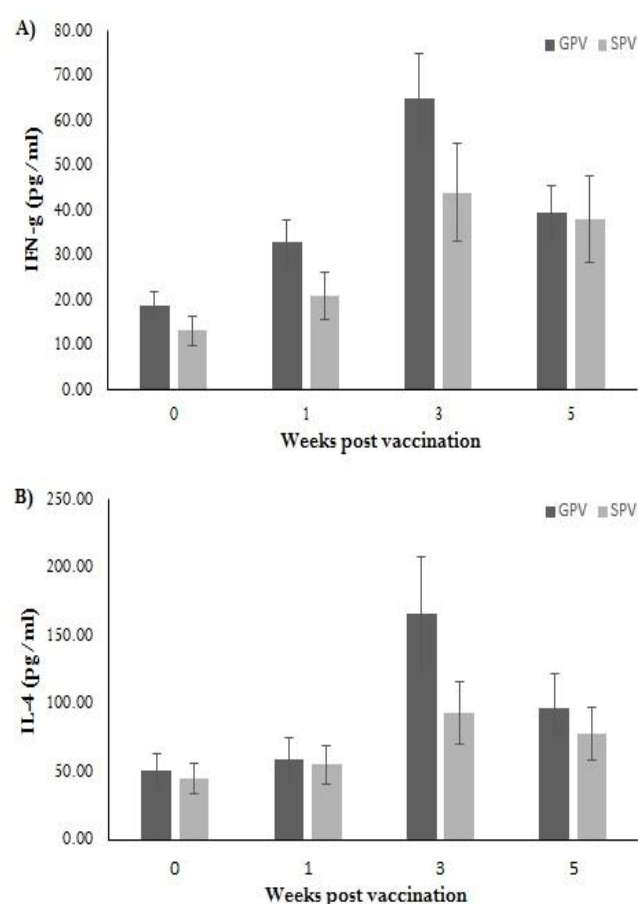 A)
80.00
GPV SPV
70.00
60.00
50.00
40.00
30.00
20.00
10.00
0.00
IFN-g (pg/ml)
0 1 3 5
Weeks post vaccination
B)
250.00
GPV SPV
200.00
150.00
100.00
50.00
0.00
IL-4 (pg/ml)
0 1 3 5
Weeks post vaccination